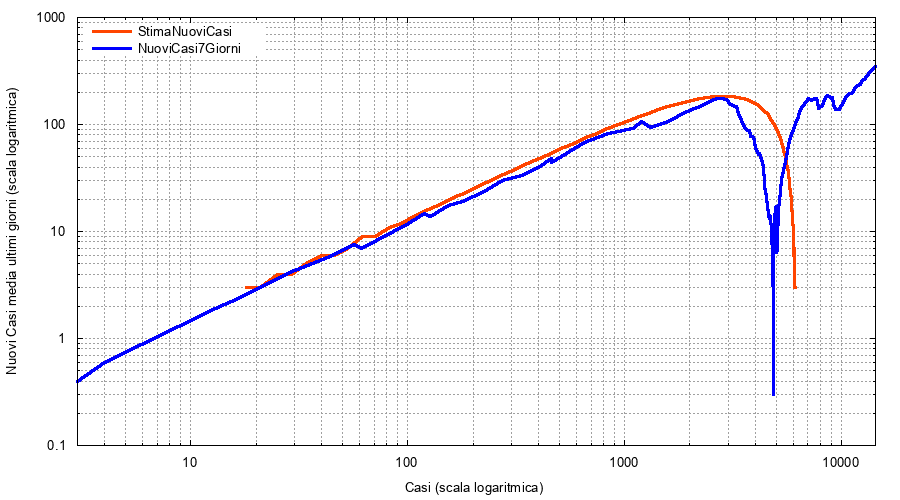 1000
StimaNuoviCasi
NuoviCasi7Giorni
100
10
1
0.1
Nuovi Casi media ultimi giorni (scala logaritmica)
10
100
1000
10000
Casi (scala logaritmica)